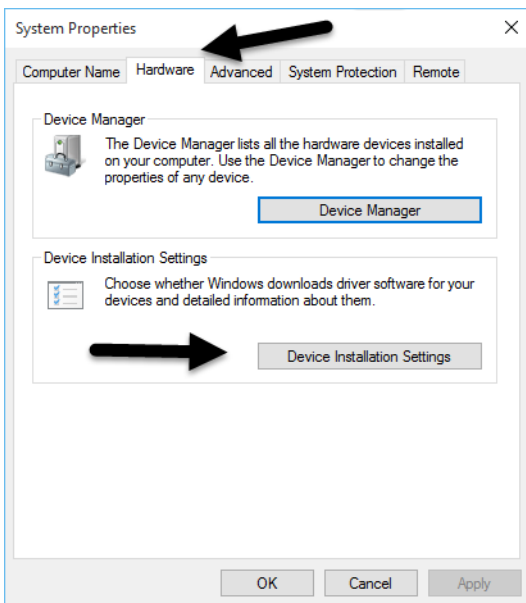 System Properties
Computer Name Hardware Advanced System Protection Remote
Device Manager
The Device Manager lists all the hardware devices installed
on your computer. Use the Device Manager to change the
properties of any device.
Device Manager
Device Installation Settings
Choose whether Windows downloads driver software for your
devices and detailed information about them.
Device Installation Settings
OK Cancel Apply